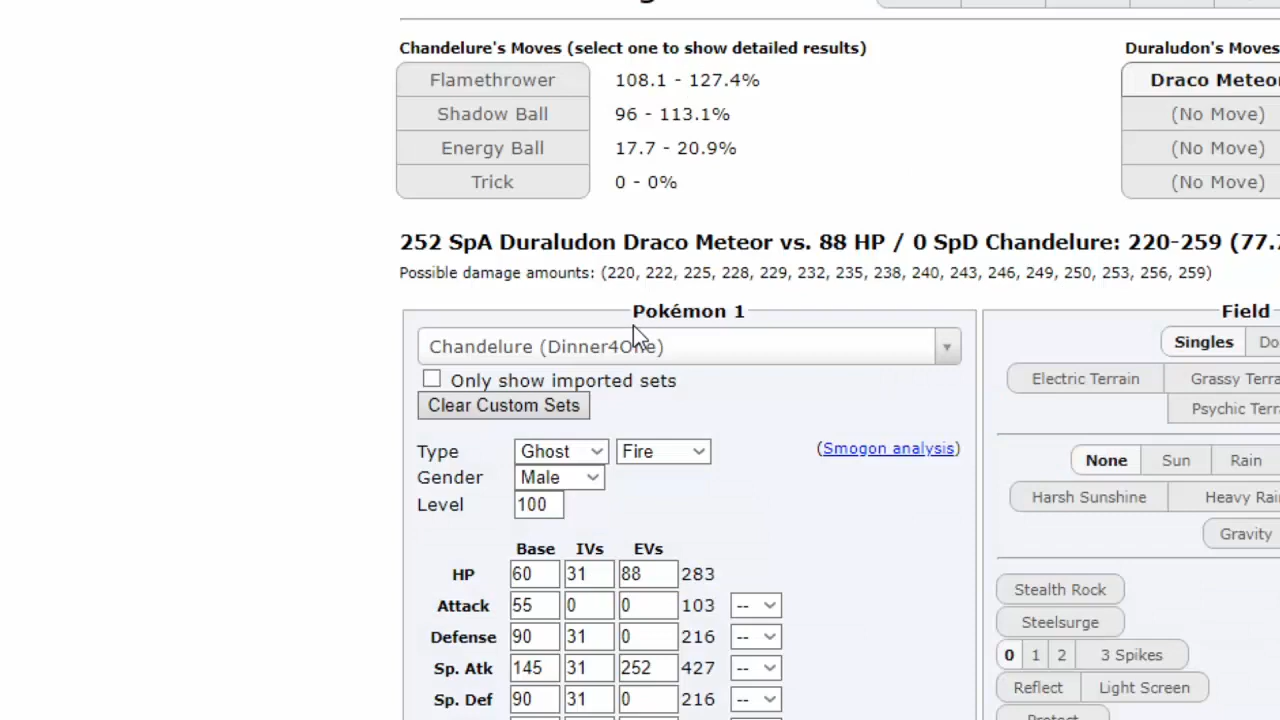 Chandelure's Moves (select one to show detailed results)
Duraludon's Moves
Flamethrower 108.1 - 127.4%
Draco Meteor
Shadow Ball 96 - 113.1%
(No Move)
Energy Ball 17.7 - 20.9%
(No Move)
Trick 0 - 0%
(No Move)
252 SpA Duraludon Draco Meteor vs. 88 HP / 0 SpD Chandelure: 220-259 (77.
Possible damage amounts: (220, 222, 225, 228, 229, 232, 235, 238, 240, 243, 246, 249, 250, 253, 256, 259)
Pokémon 1
Chandelure (Dinner4One)
Only show imported sets
Clear Custom Sets
Type Ghost Fire (Smogon analysis)
Gender Male
Level 100
Base IVs EVs
HP 60 31 88 283
Attack 55 0 0 103 --
Defense 90 31 0 216 --
Sp. Atk 145 31 252 427 --
Sp. Def 90 31 0 216 --
Field
Singles Do
Electric Terrain Grassy Terra
Psychic Terr
None Sun Rain
Harsh Sunshine Heavy Rai
Gravity
Stealth Rock
Steelsurge
0 1 2 3 Spikes
Reflect Light Screen
Protect